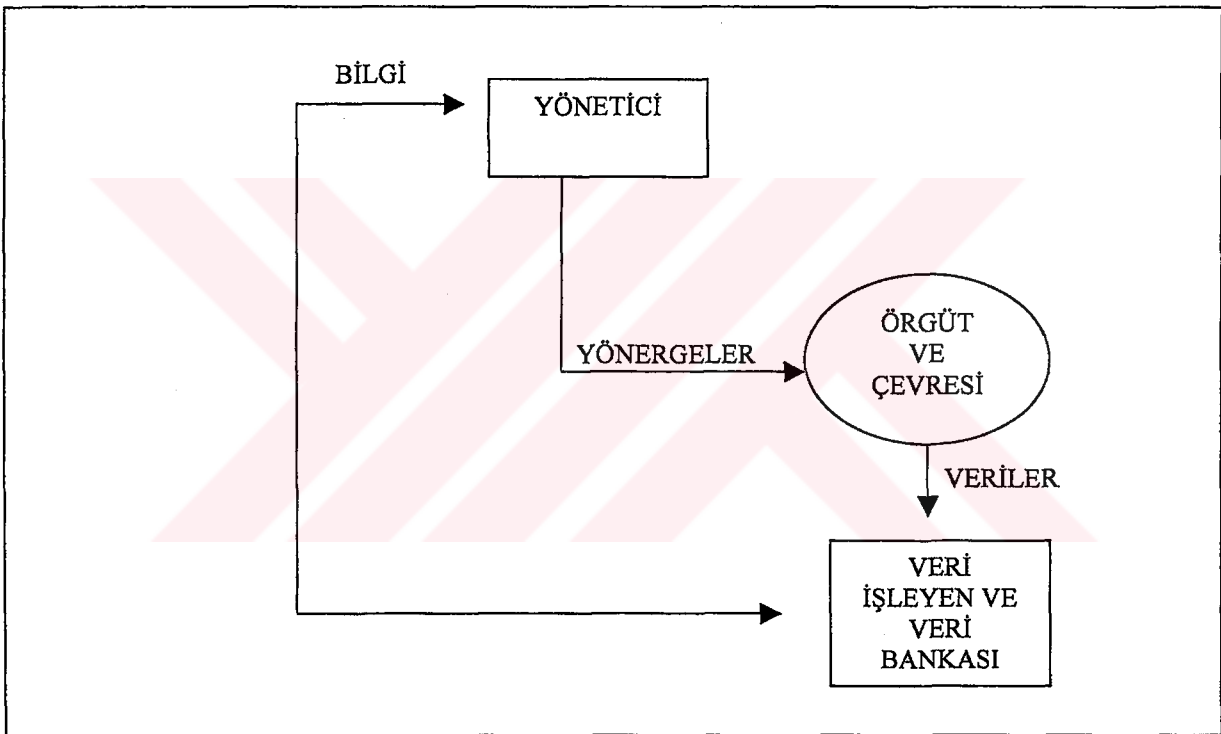 BİLGİ
YÖNETİCİ
YÖNERGELER
ÖRGÜT
VE
ÇEVRESİ
VERİLER
VERİ
İŞLEYEN VE
VERİ
BANKASI